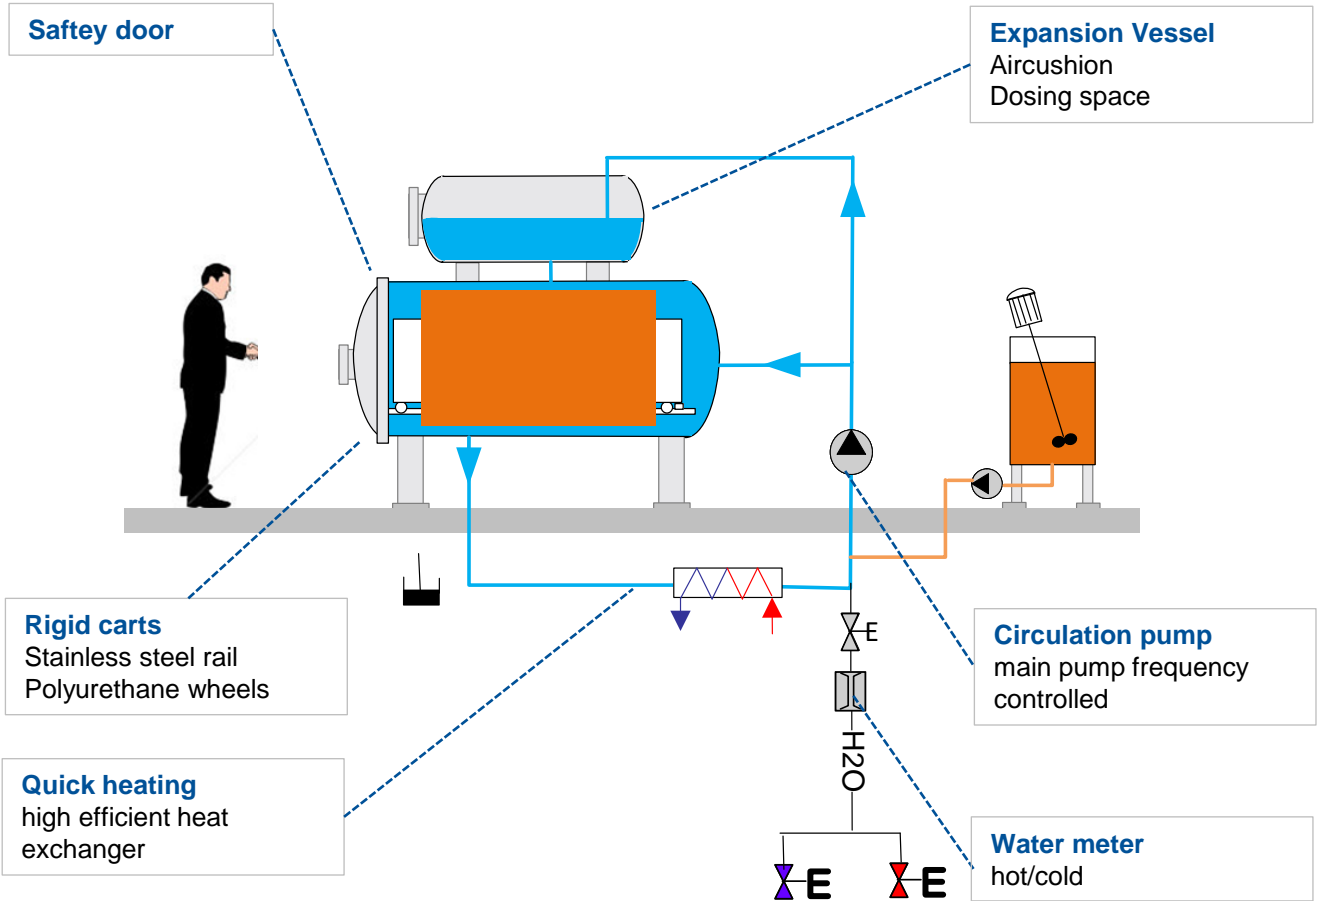 Saftey door
Expansion Vessel
Aircushion
Dosing space
Rigid carts
Stainless steel rail
Polyurethane wheels
E
Circulation pump
main pump frequency
controlled
H2O
Quick heating
high efficient heat
exchanger
Water meter
hot/cold
E
E